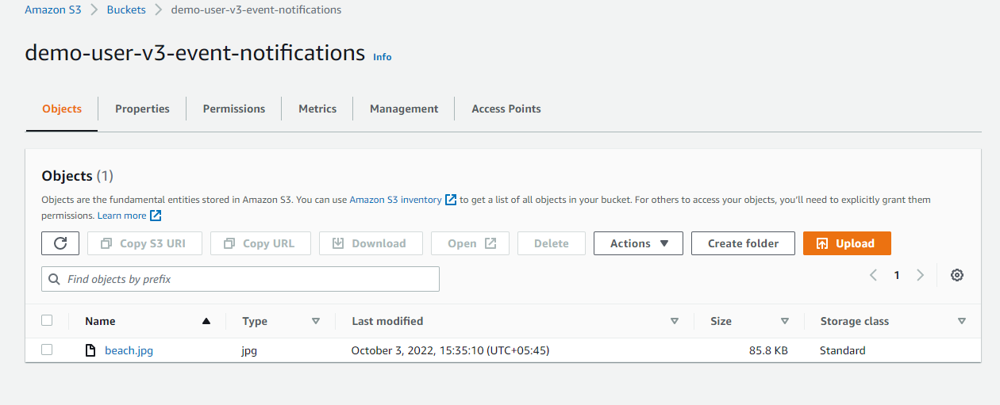 Amazon S3 > Buckets > demo-user-v3-event-notifications
demo-user-v3-event-notifications Info
Objects Properties Permissions Metrics Management Access Points
Objects (1)
Objects are the fundamental entities stored in Amazon S3. You can use Amazon S3 inventory to get a list of all objects in your bucket. For others to access your objects, you'll need to explicitly grant them
permissions. Learn more
Copy S3 URI Copy URL Download Open Delete Actions Create folder Upload
Find objects by prefix 1
Name Type Last modified Size Storage class
beach.jpg jpg October 3, 2022, 15:35:10 (UTC+05:45) 85.8 KB Standard